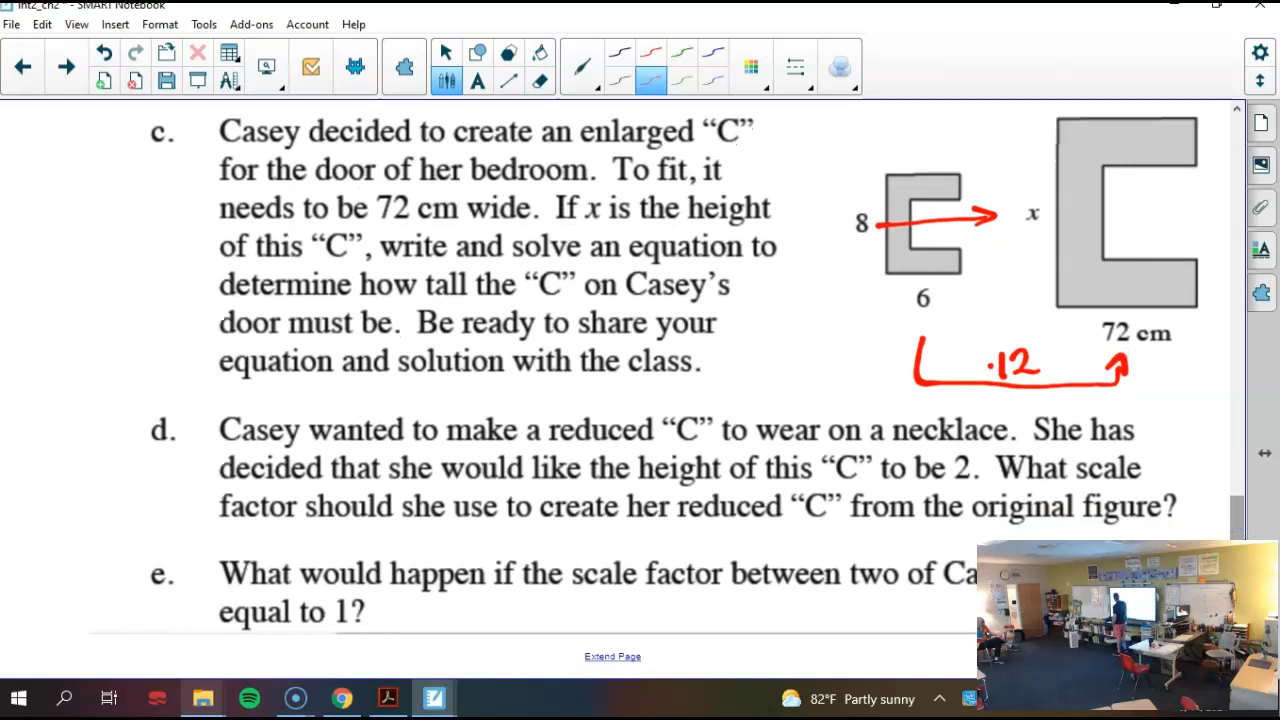 int2_ch2 * - SMART Notebook
File Edit View Insert Format Tools Add-ons Account Help
c. Casey decided to create an enlarged “C”
for the door of her bedroom. To fit, it
needs to be 72 cm wide. If x is the height
of this “C”, write and solve an equation to
determine how tall the “C” on Casey’s
door must be. Be ready to share your
equation and solution with the class.
8
6
x
72 cm
·12
d. Casey wanted to make a reduced “C” to wear on a necklace. She has
decided that she would like the height of this “C” to be 2. What scale
factor should she use to create her reduced “C” from the original figure?
e. What would happen if the scale factor between two of Ca
equal to 1?
Extend Page
82°F Partly sunny